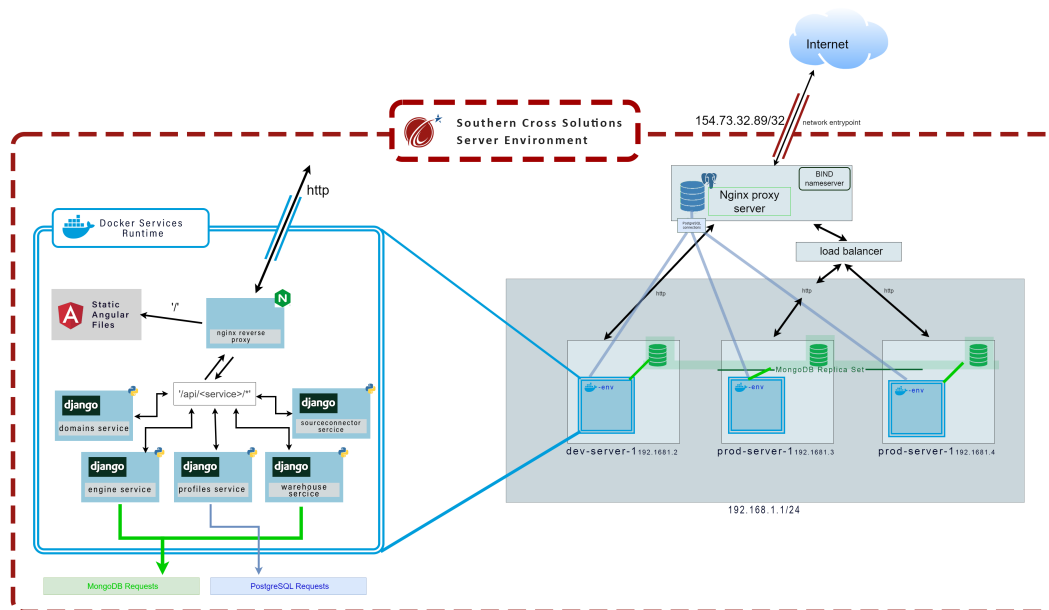 Internet
154.73.32.89/32
network entrypoint
Southern Cross Solutions
Server Environment
BIND
nameserver
Nginx proxy
server
PostgreSQL
connections
load balancer
http
Docker Services
Runtime
Static
Angular
Files
'/'
nginx reverse
proxy
'/api/<service>/*'
django
domains service
django
sourceconnector
sercice
django
engine service
django
profiles service
django
warehouse
sercice
MongoDB Requests
PostgreSQL Requests
http
http
http
MongoDB Replica Set
-env
-env
-env
dev-server-1 192.1681.2
prod-server-1 192.1681.3
prod-server-1 192.1681.4
192.168.1.1/24